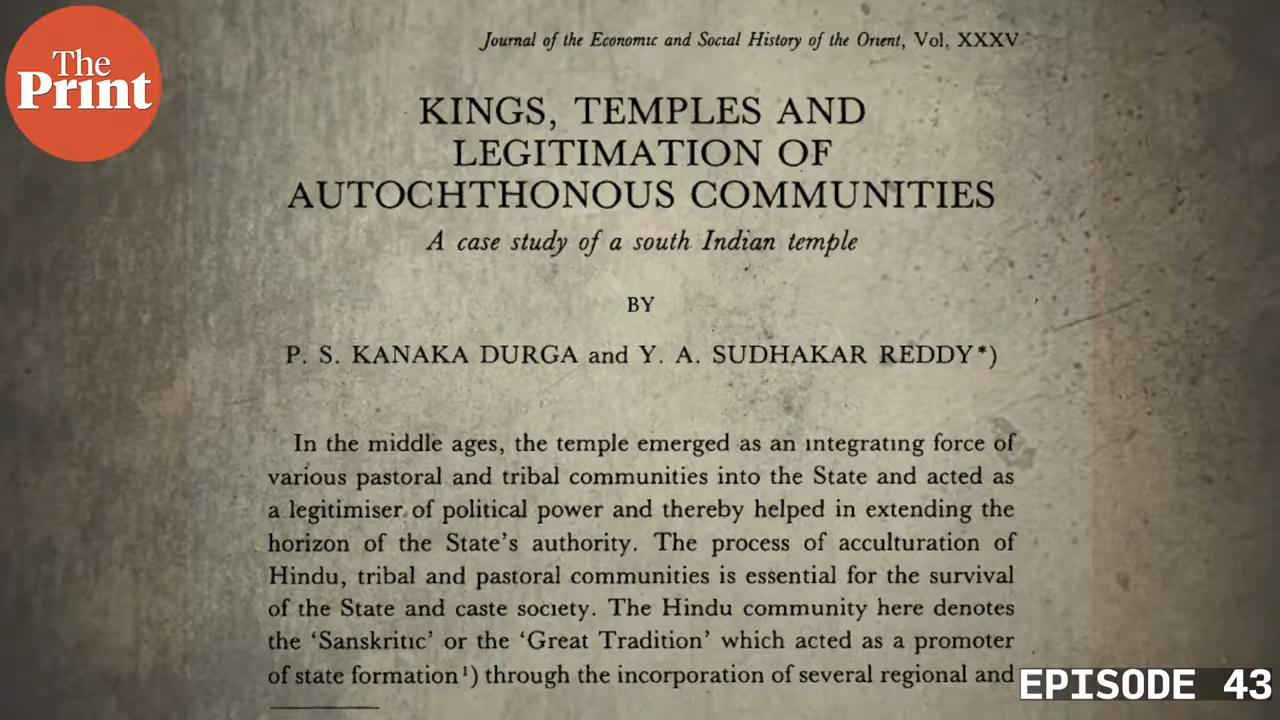 The
Print
Journal of the Economic and Social History of the Orient, Vol. XXXV
KINGS, TEMPLES AND
LEGITIMATION OF
AUTOCHTHONOUS COMMUNITIES
A case study of a south Indian temple
BY
P. S. KANAKA DURGA and Y. A. SUDHAKAR REDDY*)
In the middle ages, the temple emerged as an integrating force of
various pastoral and tribal communities into the State and acted as
a legitimiser of political power and thereby helped in extending the
horizon of the State's authority. The process of acculturation of
Hindu, tribal and pastoral communities is essential for the survival
of the State and caste society. The Hindu community here denotes
the ‘Sanskritic’ or the ‘Great Tradition’ which acted as a promoter
of state formation¹) through the incorporation of several regional and
EPISODE 43